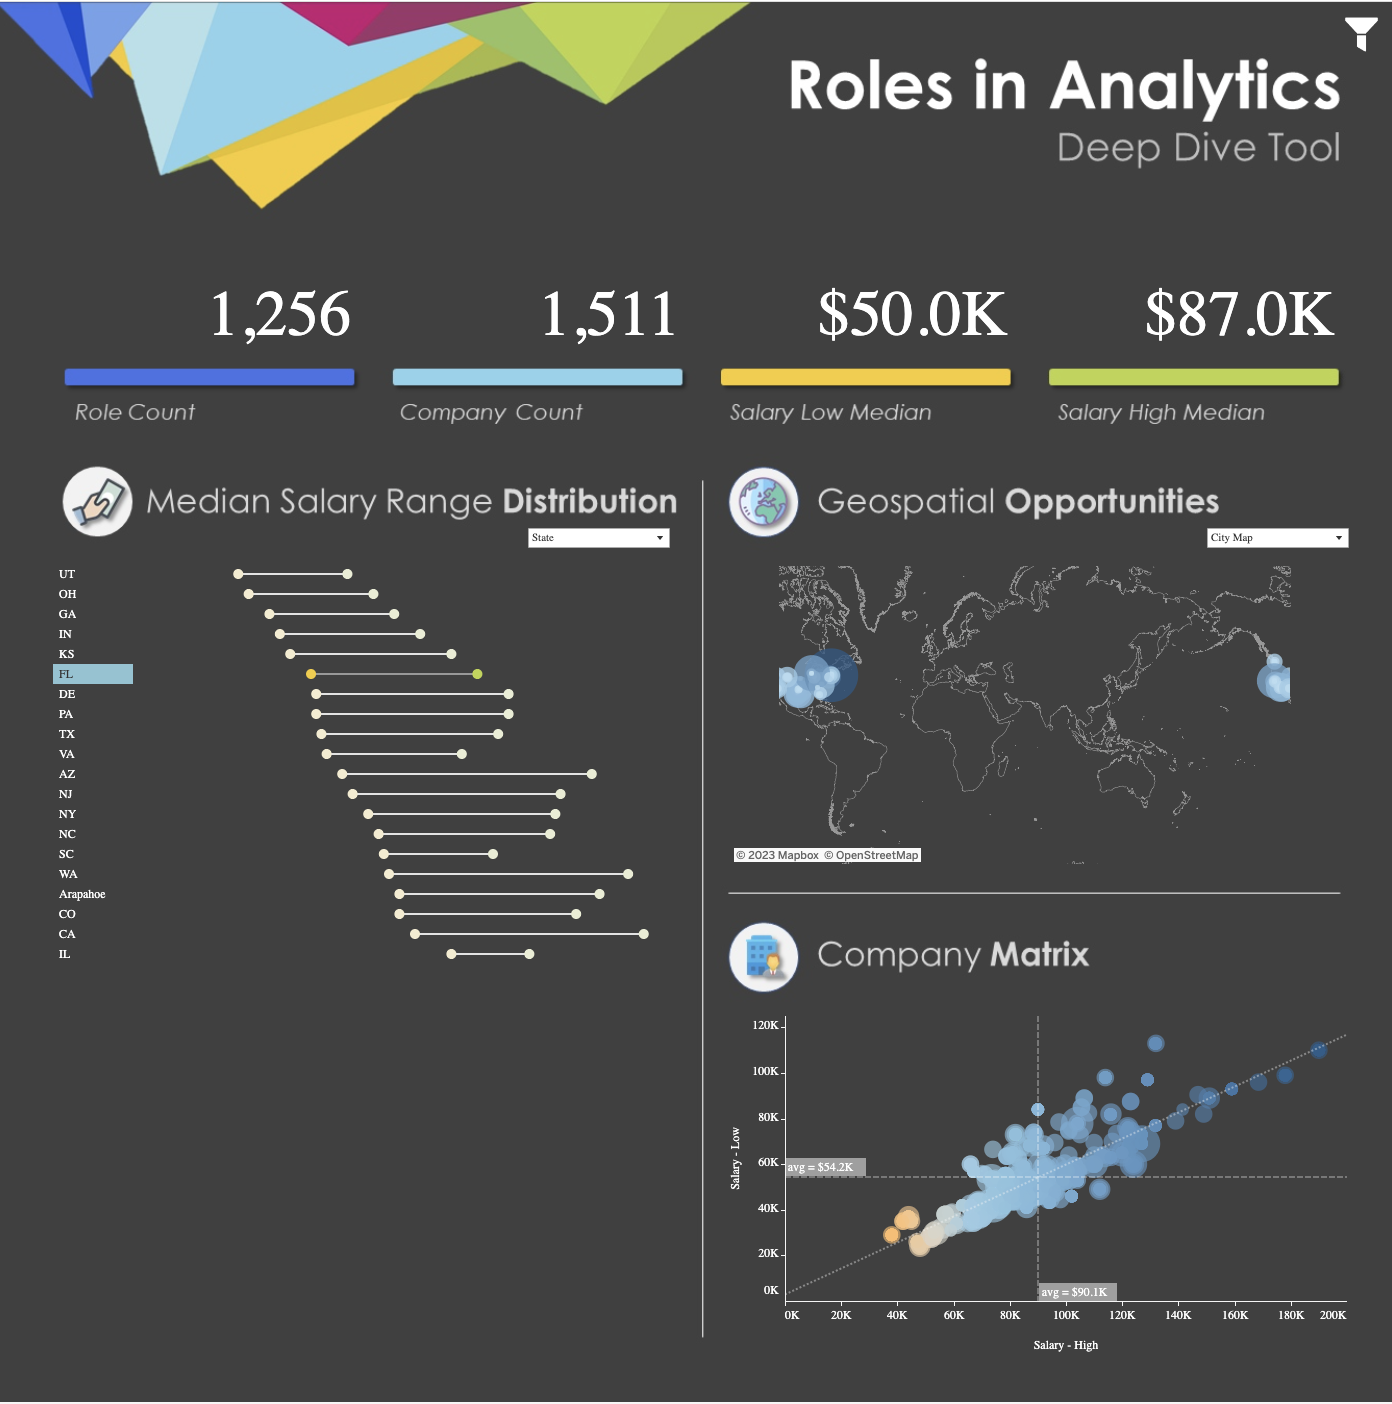 Roles in Analytics
Deep Dive Tool
1,256
1,511
$50.0K
$87.0K
Role Count
Company Count
Salary Low Median
Salary High Median
Median Salary Range Distribution
State
UT
OH
GA
IN
KS
FL
DE
PA
TX
VA
AZ
NJ
NY
NC
SC
WA
Arapahoe
CO
CA
IL
Geospatial Opportunities
City Map
© 2023 Mapbox © OpenStreetMap
Company Matrix
120K
100K
80K
60K
40K
20K
0K
Salary - Low
avg = $54.2K
avg = $90.1K
0K 20K 40K 60K 80K 100K 120K 140K 160K 180K 200K
Salary - High